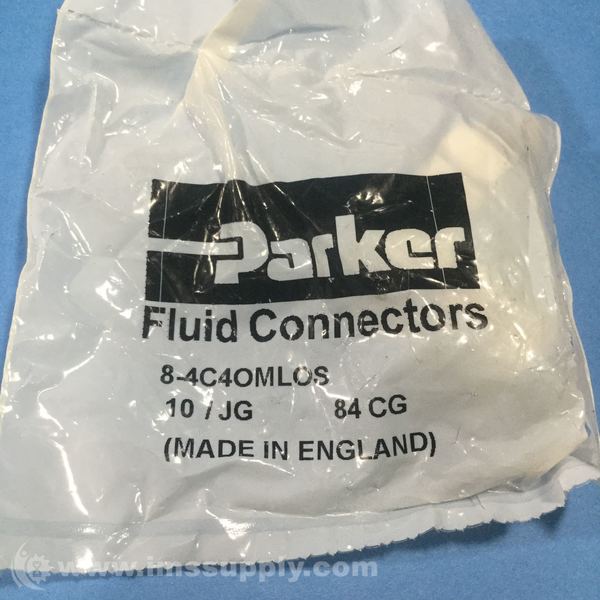 Parker
Fluid Connectors
8-4C4OMLOS
10 / JG 84 CG
(MADE IN ENGLAND)
www.imssupply.com